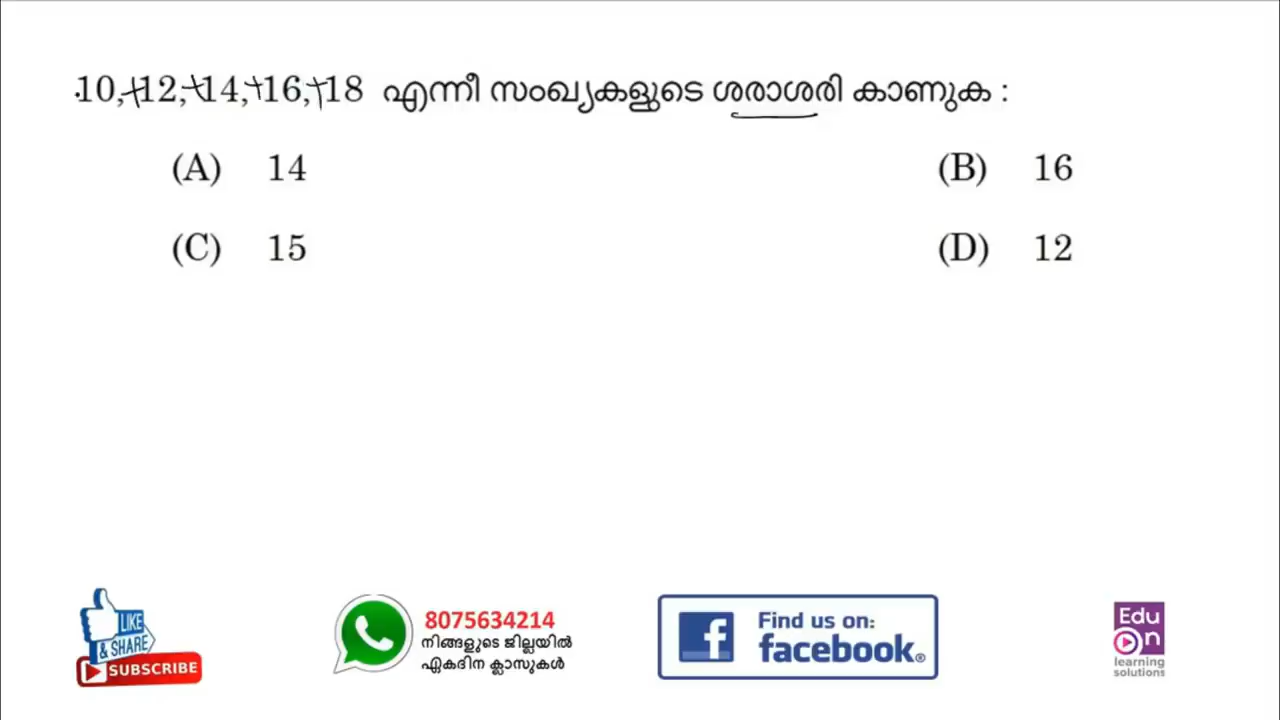 10, 12, 14, 16, 18 എന്നീ സംഖ്യകളുടെ ശരാശരി കാണുക :
(A) 14 (B) 16
(C) 15 (D) 12
LIKE
& SHARE
SUBSCRIBE
8075634214
നിങ്ങളുടെ ജില്ലയിൽ
ഏകദിന ക്ലാസുകൾ
Find us on:
facebook®
Edu
On
learning
solutions